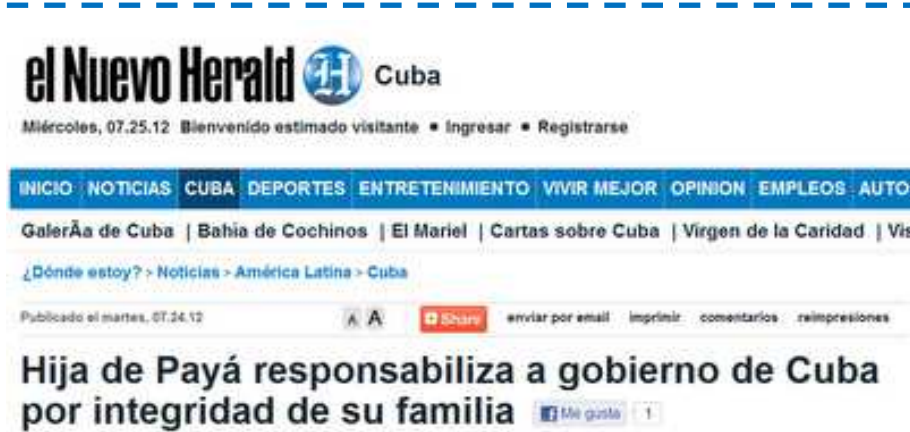 el Nuevo Herald H Cuba
Miércoles, 07.25.12 Bienvenido estimado visitante ▪ Ingresar ▪ Registrarse
INICIO NOTICIAS CUBA DEPORTES ENTRETENIMIENTO VIVIR MEJOR OPINION EMPLEOS AUTO
GalerÃa de Cuba | Bahia de Cochinos | El Mariel | Cartas sobre Cuba | Virgen de la Caridad | Vis
¿Dónde estoy? > Noticias > América Latina > Cuba
Publicado el martes, 07.24.12 A A Share enviar por email imprimir comentarios reimpresiones
Hija de Payá responsabiliza a gobierno de Cuba
por integridad de su familia Me gusta 1